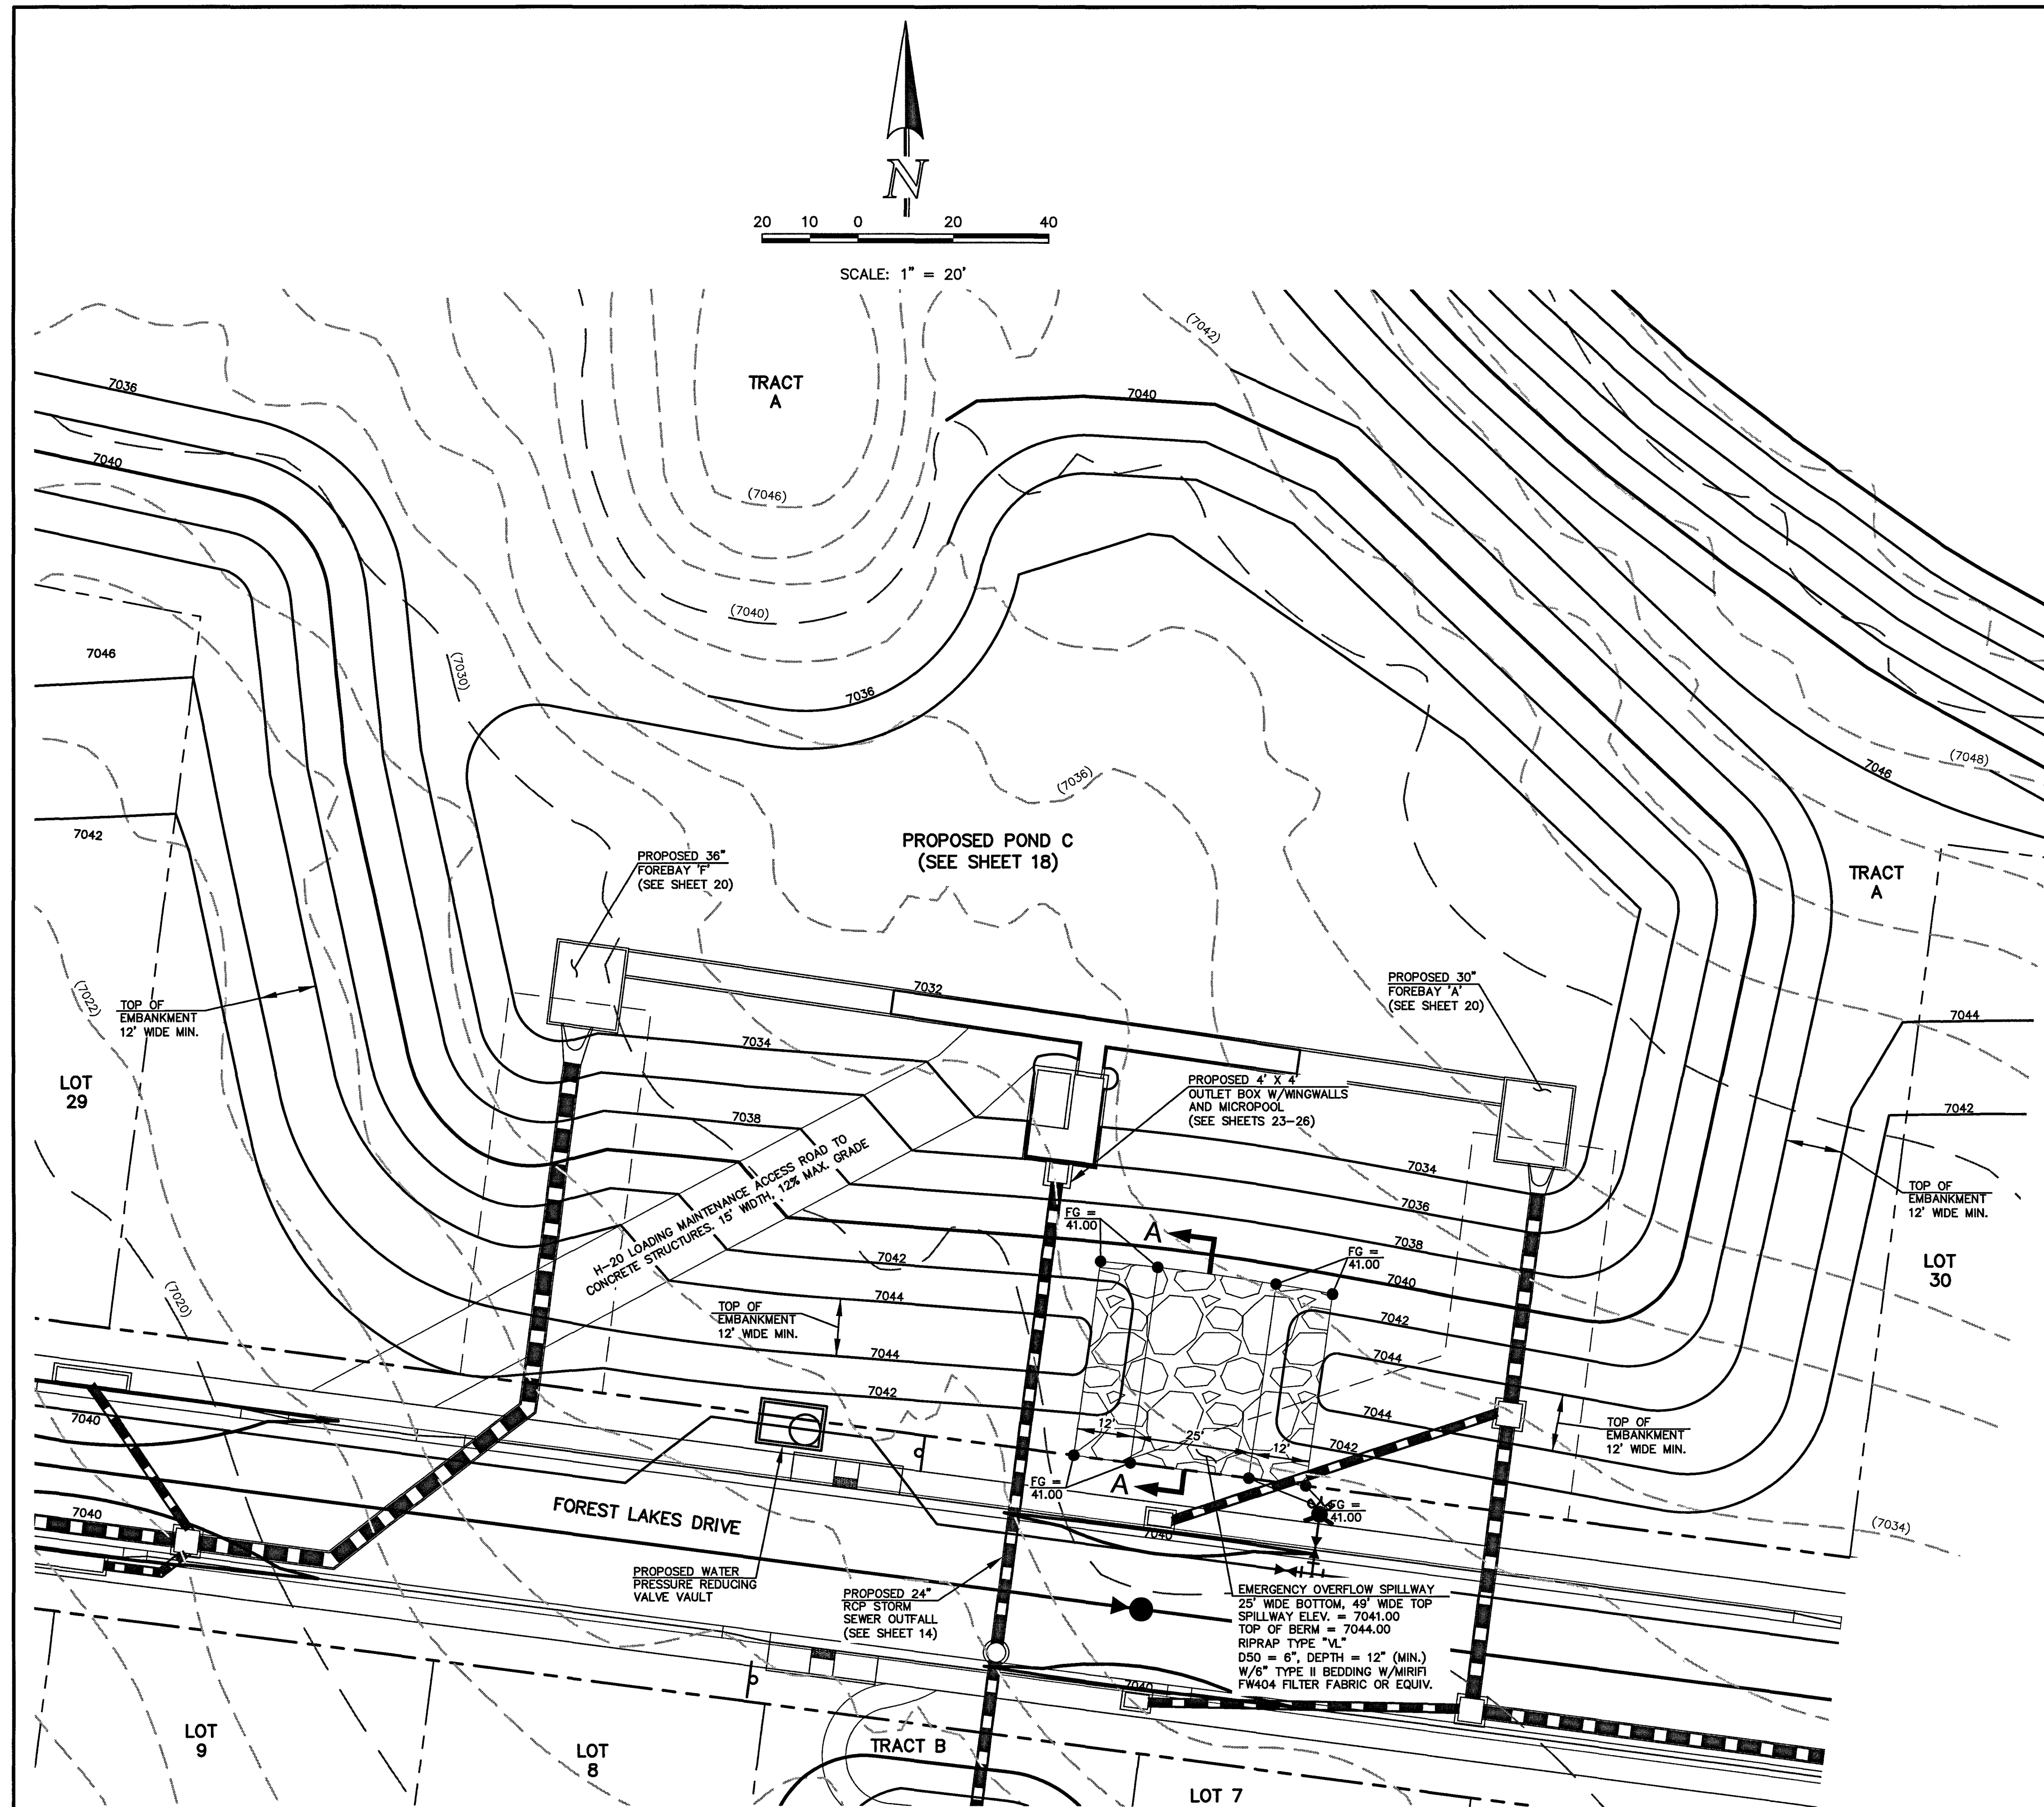 N
20 10 0 20 40
SCALE: 1" = 20'
(7042)
7036
TRACT
A
7040
7040
(7046)
(7040)
7046
(7030)
7036
(7048)
7046
(7036)
7042
PROPOSED POND C
(SEE SHEET 18)
PROPOSED 36"
FOREBAY 'F'
(SEE SHEET 20)
TRACT
A
(7022)
TOP OF
EMBANKMENT
12' WIDE MIN.
7032
PROPOSED 30"
FOREBAY 'A'
(SEE SHEET 20)
7044
7034
LOT
29
PROPOSED 4' X 4'
OUTLET BOX W/WINGWALLS
AND MICROPOOL
(SEE SHEETS 23-26)
7038
7042
7034
H-20 LOADING MAINTENANCE ACCESS ROAD TO
CONCRETE STRUCTURES. 15' WIDTH, 12% MAX. GRADE
TOP OF
EMBANKMENT
12' WIDE MIN.
7036
FG =
41.00
A
7038
FG =
41.00
7042
7040
LOT
30
(7020)
7044
TOP OF
EMBANKMENT
12' WIDE MIN.
7042
7044
7044
7042
7044
12'
25'
12'
7042
TOP OF
EMBANKMENT
12' WIDE MIN.
7040
FG =
41.00
A
FG =
41.00
7040
FOREST LAKES DRIVE
7040
(7034)
PROPOSED WATER
PRESSURE REDUCING
VALVE VAULT
PROPOSED 24"
RCP STORM
SEWER OUTFALL
(SEE SHEET 14)
EMERGENCY OVERFLOW SPILLWAY
25' WIDE BOTTOM, 49' WIDE TOP
SPILLWAY ELEV. = 7041.00
TOP OF BERM = 7044.00
RIPRAP TYPE "VL"
D50 = 6", DEPTH = 12" (MIN.)
W/6" TYPE II BEDDING W/MIRIFI
FW404 FILTER FABRIC OR EQUIV.
7040
LOT
9
LOT
8
TRACT B
LOT 7